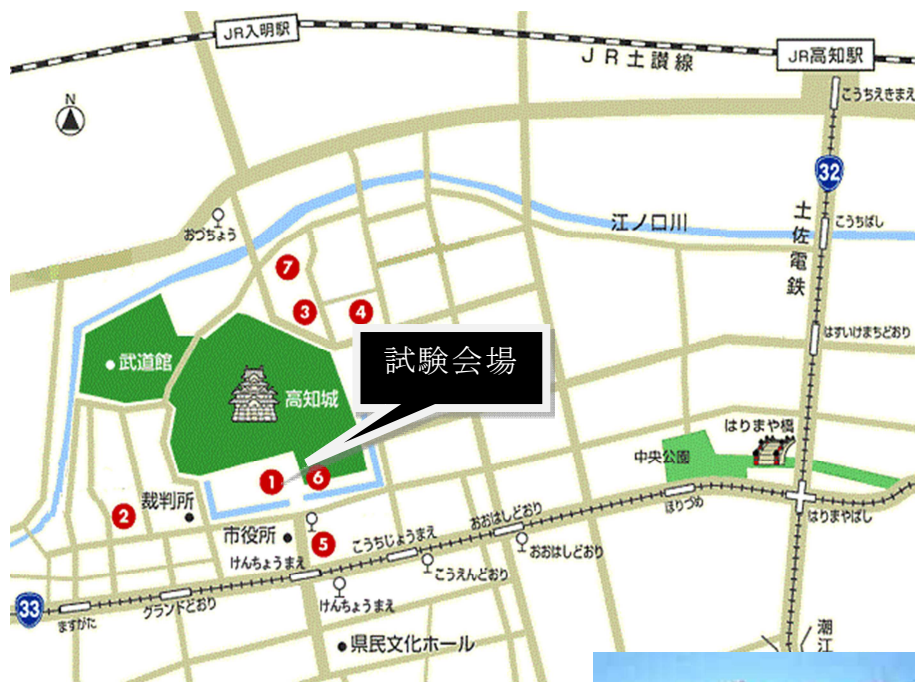 JR入明駅
JR土讃線
JR高知駅
こうちえきまえ
N
32
おづちょう
江ノ口川
こうちばし
土佐電鉄
7
3
4
はすいけまちどおり
試験会場
武道館
高知城
はりまや橋
中央公園
1
6
2
裁判所
ほりづめ
はりまやばし
市役所
5
おおはしどおり
こうちじょうまえ
おおはしどおり
けんちょうまえ
こうえんどおり
33
ますがた
グランドどおり
けんちょうまえ
県民文化ホール
潮江